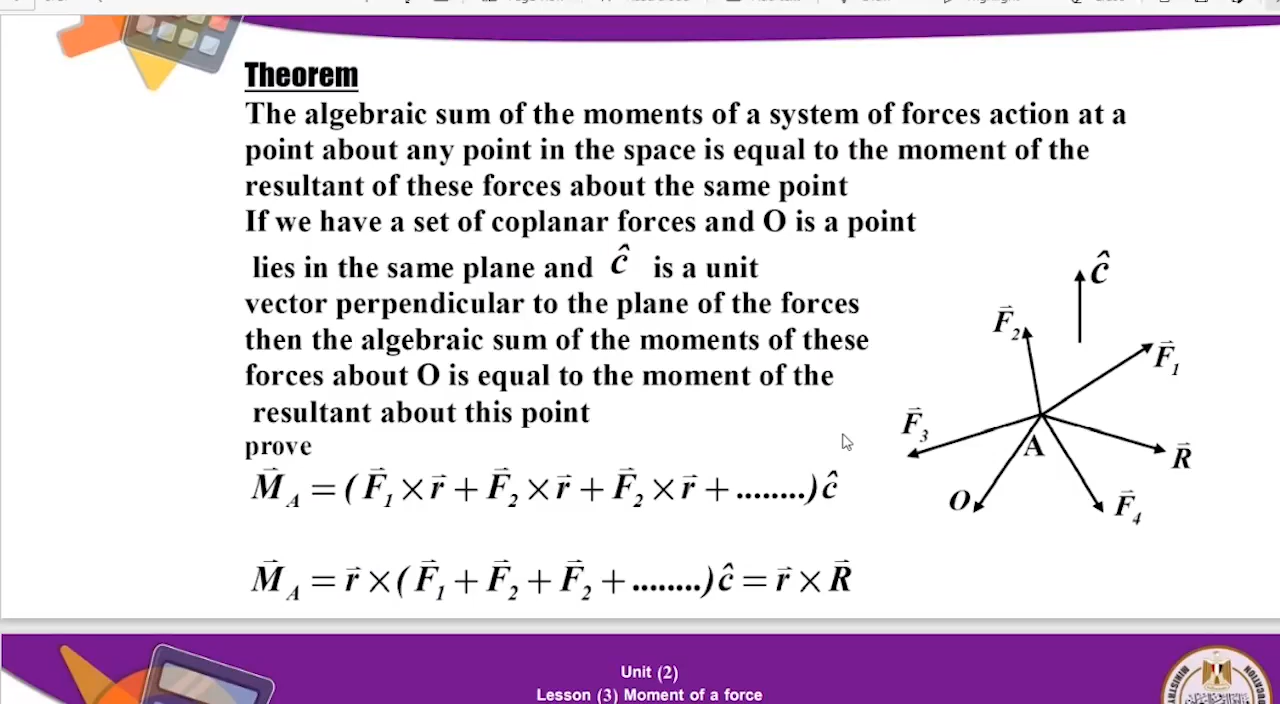 Theorem
The algebraic sum of the moments of a system of forces action at a
point about any point in the space is equal to the moment of the
resultant of these forces about the same point
If we have a set of coplanar forces and O is a point
lies in the same plane and ĉ is a unit
vector perpendicular to the plane of the forces
then the algebraic sum of the moments of these
forces about O is equal to the moment of the
resultant about this point
prove
M⃗_A = (F⃗_1 × r⃗ + F⃗_2 × r⃗ + F⃗_2 × r⃗ + ........)ĉ
M⃗_A = r⃗ × (F⃗_1 + F⃗_2 + F⃗_2 + ........)ĉ = r⃗ × R⃗
ĉ
F⃗_2
F⃗_1
F⃗_3
A
R⃗
O
F⃗_4
Unit (2)
Lesson (3) Moment of a force